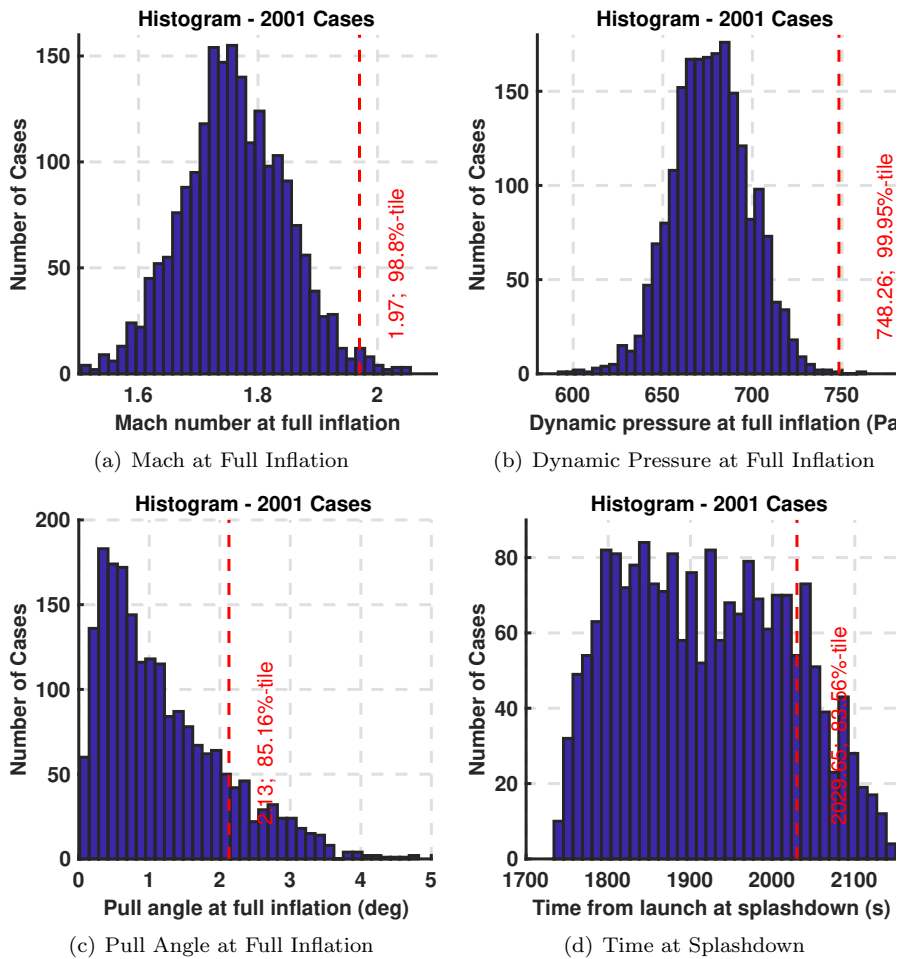 Histogram - 2001 Cases
Number of Cases
150
100
50
0
1.6
1.8
2
1.97; 98.8%-tile
Mach number at full inflation
(a) Mach at Full Inflation
Histogram - 2001 Cases
Number of Cases
150
100
50
0
600
650
700
750
748.26; 99.95%-tile
Dynamic pressure at full inflation (Pa
(b) Dynamic Pressure at Full Inflation
Histogram - 2001 Cases
Number of Cases
200
150
100
50
0
0
1
2
3
4
5
2.13; 85.16%-tile
Pull angle at full inflation (deg)
(c) Pull Angle at Full Inflation
Histogram - 2001 Cases
Number of Cases
80
60
40
20
0
1700
1800
1900
2000
2100
2029.65; 83.56%-tile
Time from launch at splashdown (s)
(d) Time at Splashdown